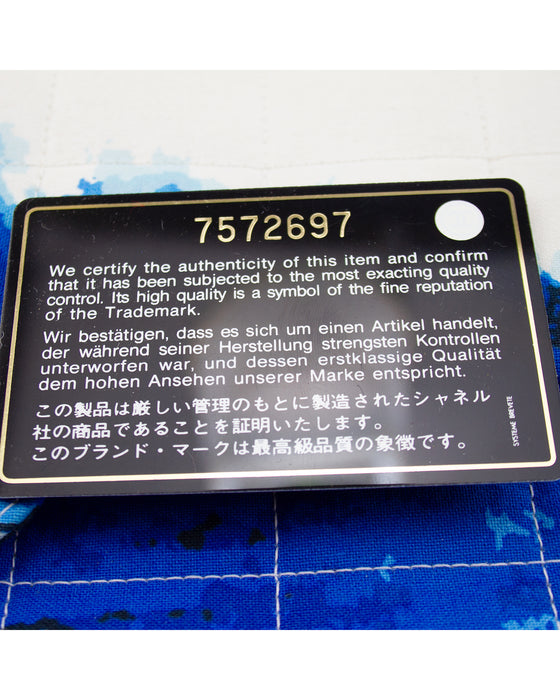 7572697
We certify the authenticity of this item and confirm
that it has been subjected to the most exacting quality
control. Its high quality is a symbol of the fine reputation
of the Trademark.
Wir bestätigen, dass es sich um einen Artikel handelt,
der während seiner Herstellung strengsten Kontrollen
unterworfen war, und dessen erstklassige Qualität
dem hohen Ansehen unserer Marke entspricht.
この製品は厳しい管理のもとに製造されたシャネル
社の商品であることを証明いたします。
このブランド・マークは最高級品質の象徴です。
SYSTEME BREVETE